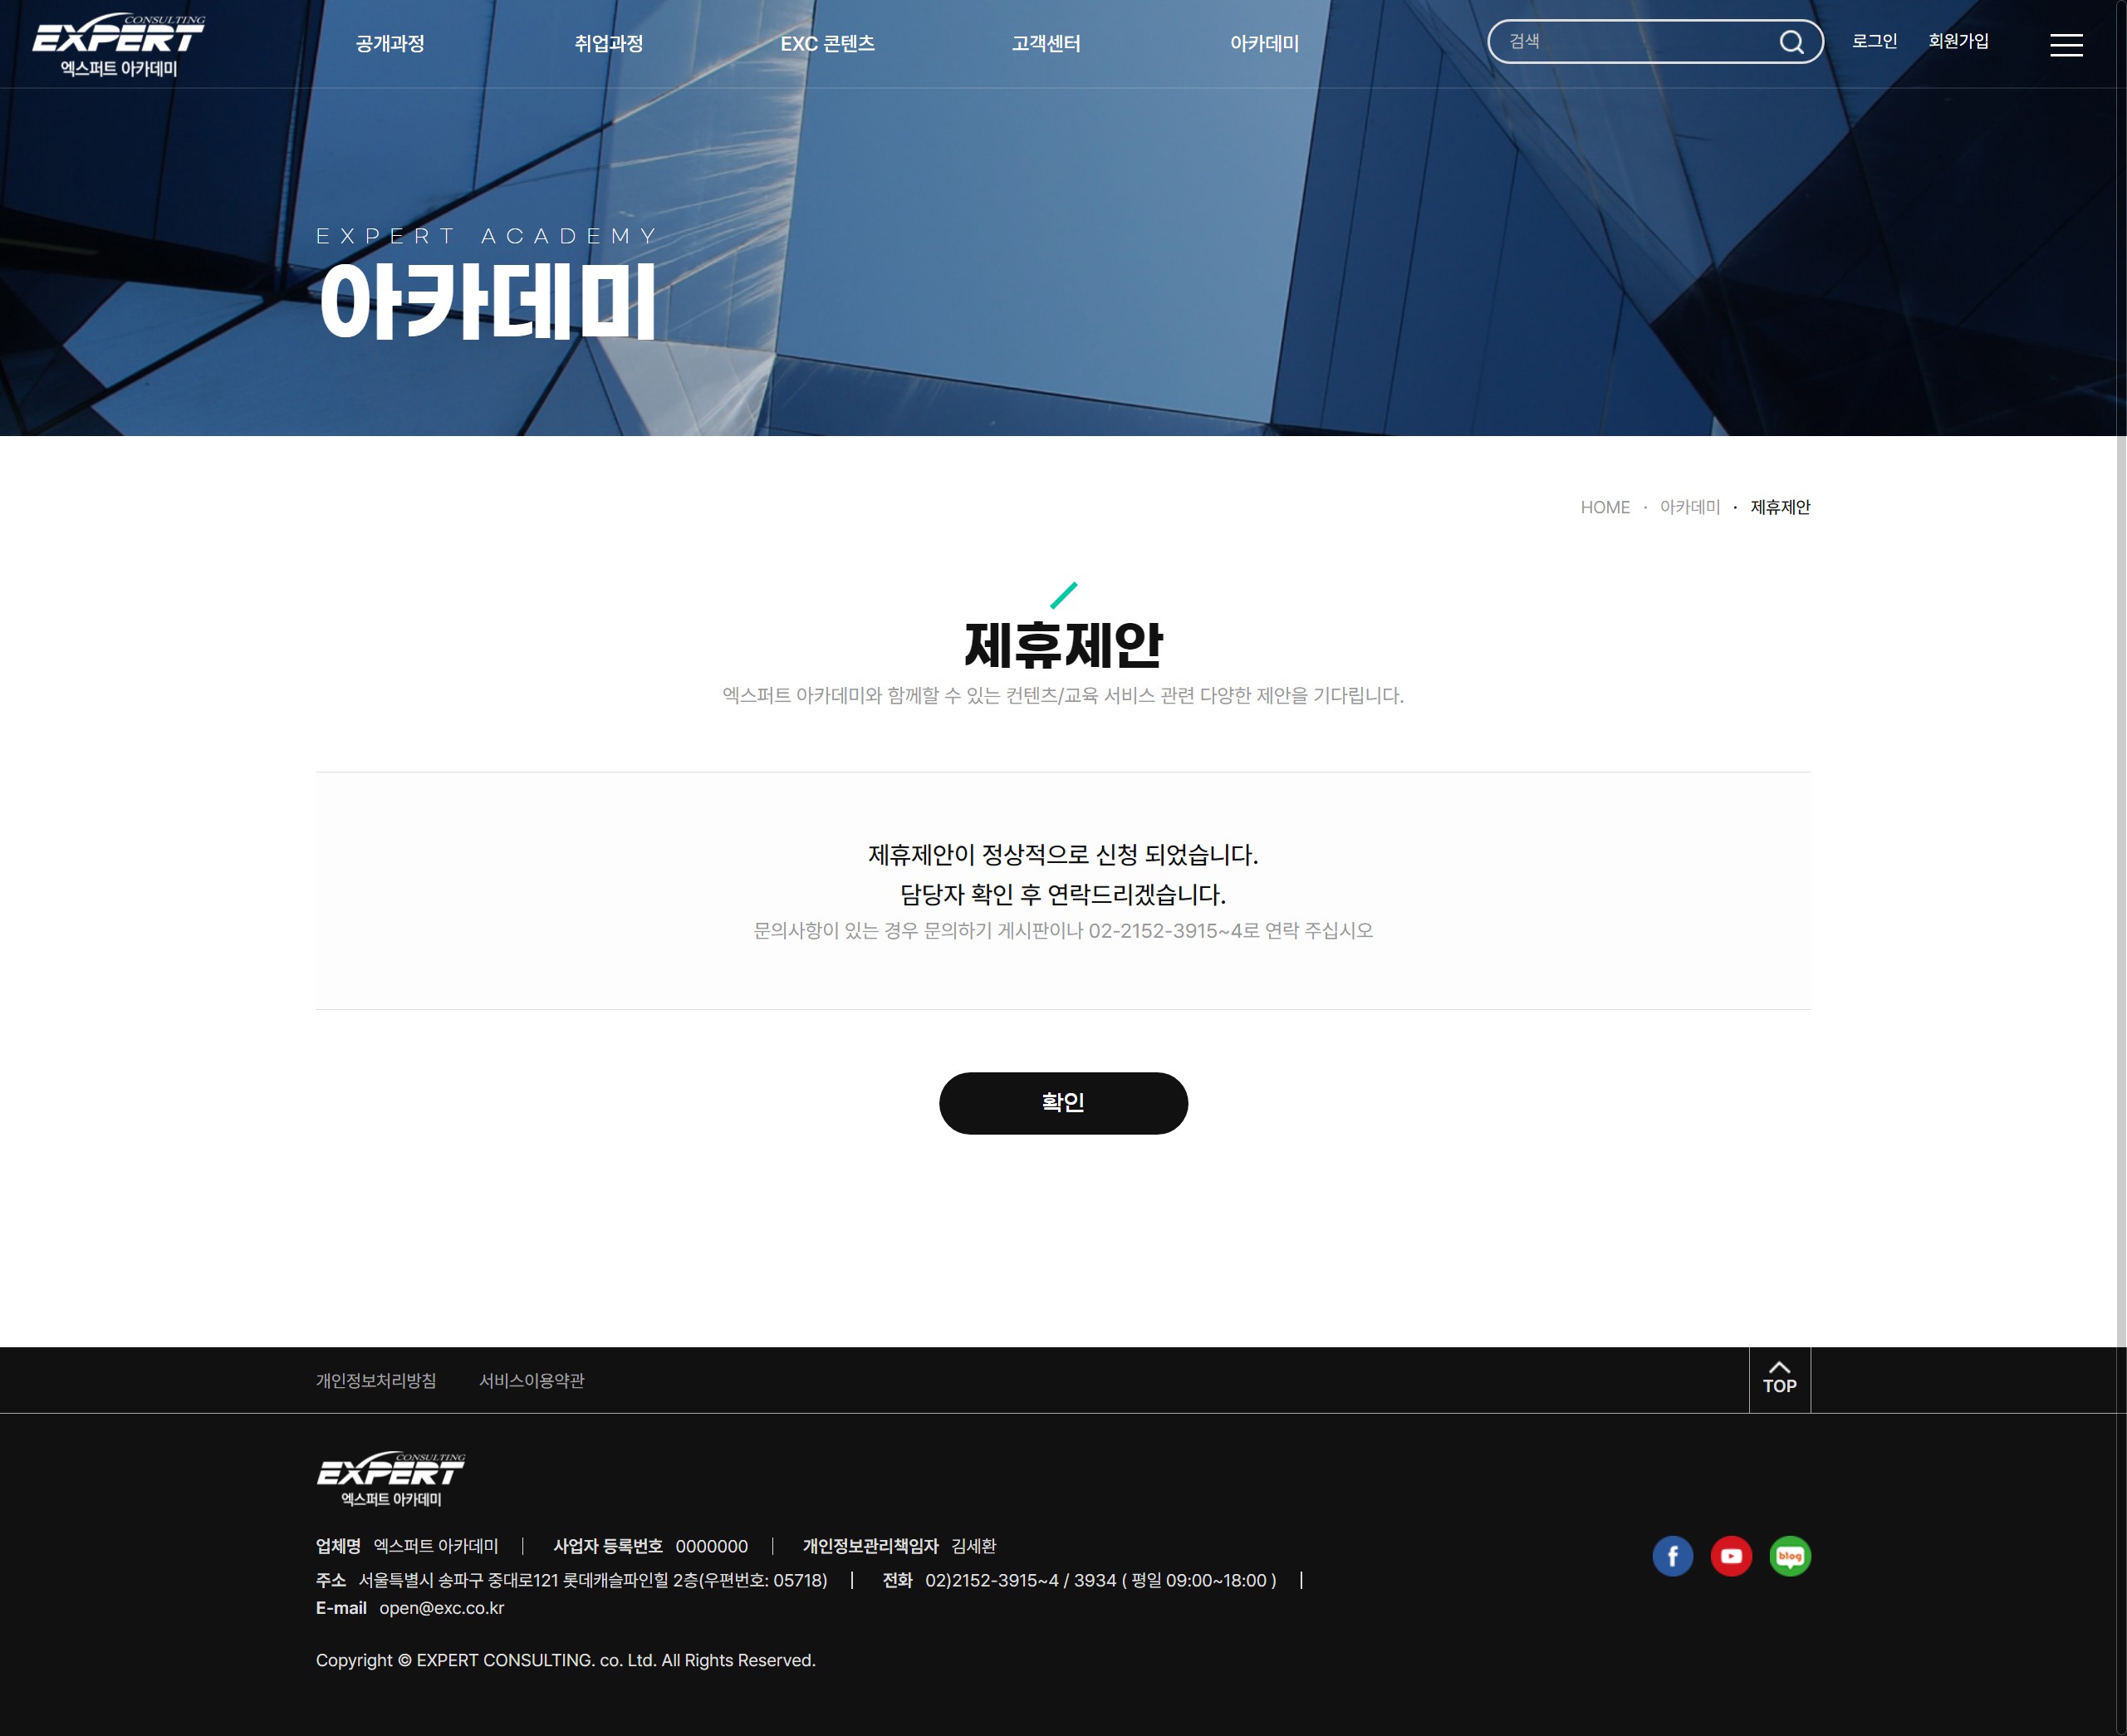 CONSULTING
EXPERT
엑스퍼트 아카데미
공개과정
취업과정
EXC 콘텐츠
고객센터
아카데미
검색
로그인
회원가입
EXPERT ACADEMY
아카데미
HOME · 아카데미 · 제휴제안
제휴제안
엑스퍼트 아카데미와 함께할 수 있는 컨텐츠/교육 서비스 관련 다양한 제안을 기다립니다.
제휴제안이 정상적으로 신청 되었습니다.
담당자 확인 후 연락드리겠습니다.
문의사항이 있는 경우 문의하기 게시판이나 02-2152-3915~4로 연락 주십시오
확인
개인정보처리방침
서비스이용약관
TOP
CONSULTING
EXPERT
엑스퍼트 아카데미
업체명 엑스퍼트 아카데미 | 사업자 등록번호 0000000 | 개인정보관리책임자 김세환
주소 서울특별시 송파구 중대로121 롯데캐슬파인힐 2층(우편번호: 05718) | 전화 02)2152-3915~4 / 3934 ( 평일 09:00~18:00 ) |
E-mail open@exc.co.kr
f
blog
Copyright © EXPERT CONSULTING. co. Ltd. All Rights Reserved.